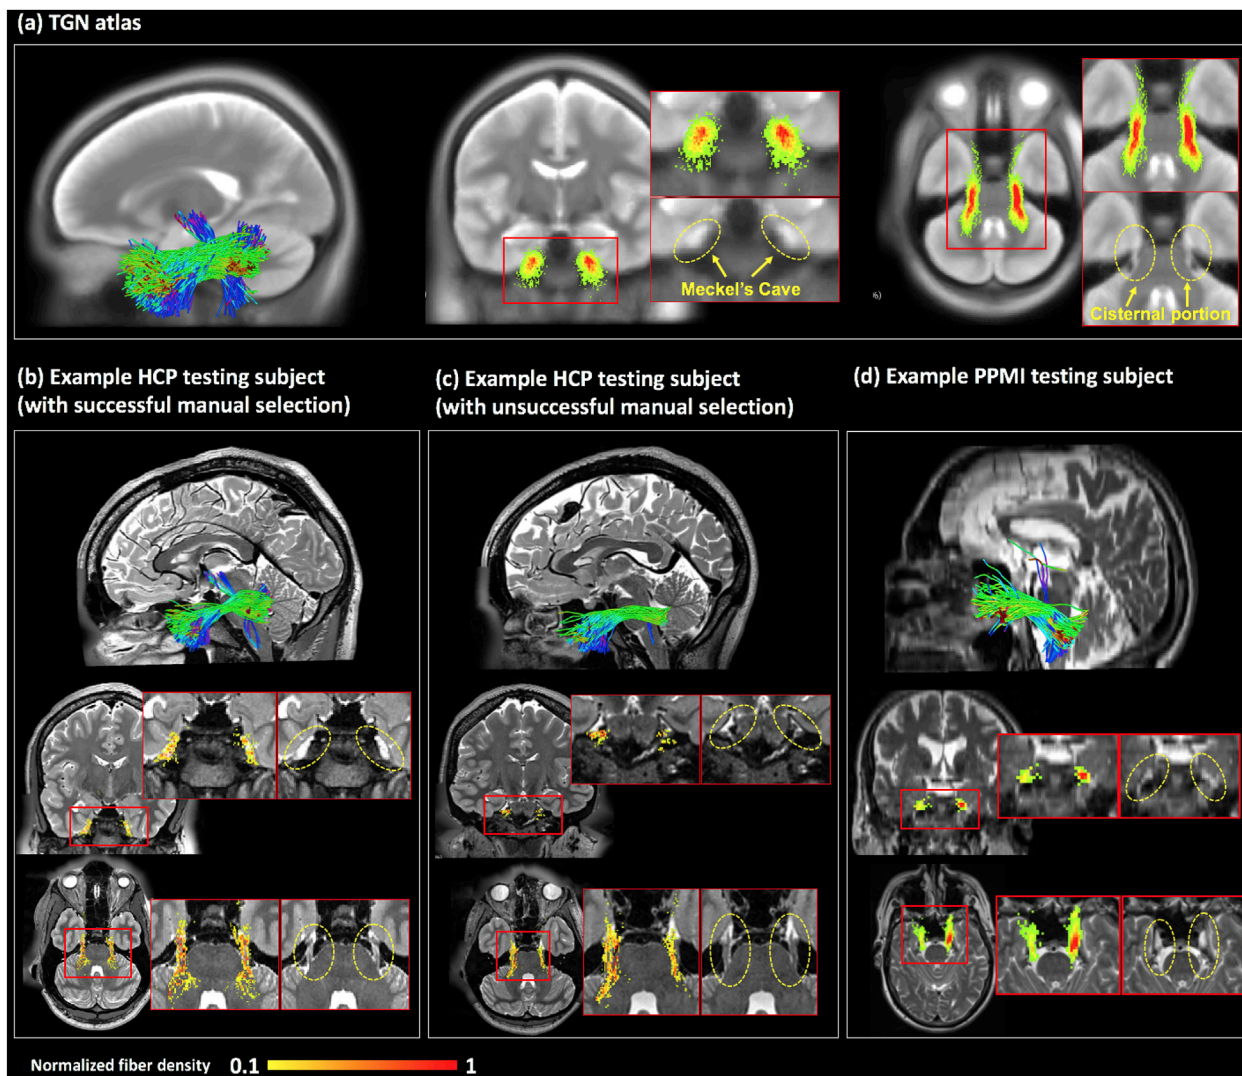 (a) TGN atlas
Meckel's Cave
Cisternal portion
(b) Example HCP testing subject
(with successful manual selection)
(c) Example HCP testing subject
(with unsuccessful manual selection)
(d) Example PPMI testing subject
Normalized fiber density 0.1 1